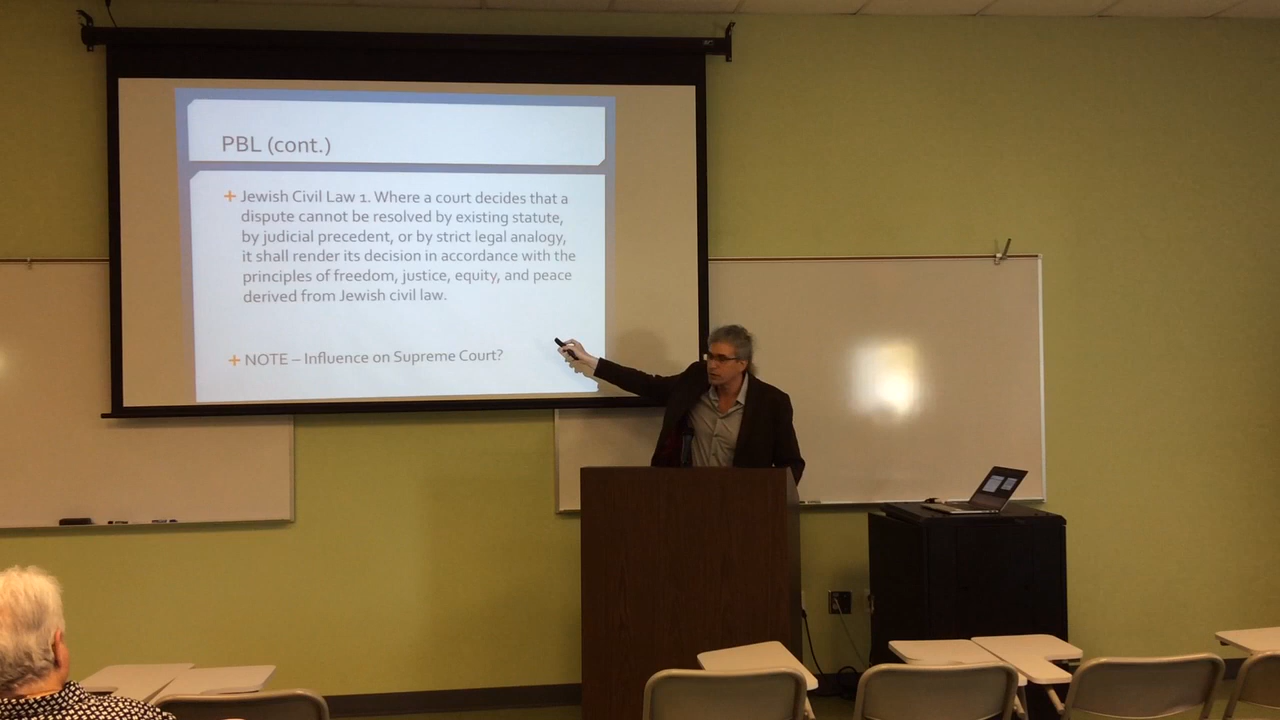 PBL (cont.)
+ Jewish Civil Law 1. Where a court decides that a
dispute cannot be resolved by existing statute,
by judicial precedent, or by strict legal analogy,
it shall render its decision in accordance with the
principles of freedom, justice, equity, and peace
derived from Jewish civil law.
+ NOTE – Influence on Supreme Court?